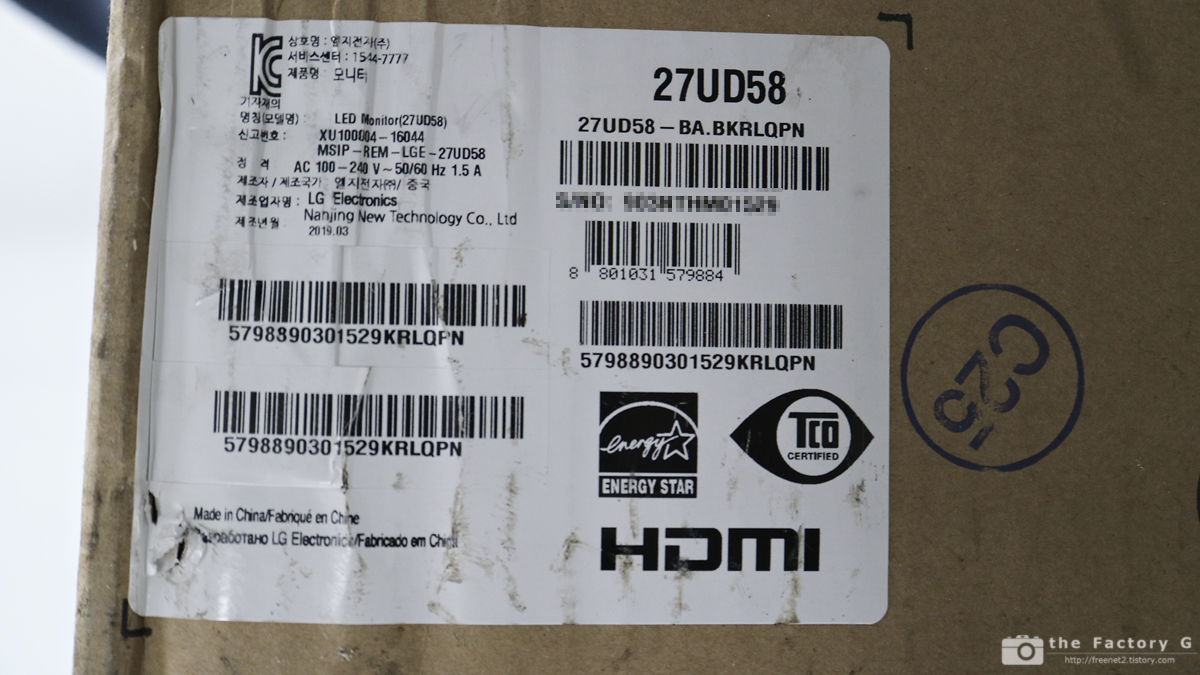 상호명 : 엘지전자(주)
서비스센터 : 1544-7777
제품명 : 모니터
기자재의
명칭(모델명) : LED Monitor(27UD58)
신고번호 : XU100004-16044
MSIP-REM-LGE-27UD58
정 격 AC 100-240 V~50/60 Hz 1.5 A
제조자 / 제조국가 엘지전자㈜/ 중국
제조업자명 : LG Electronics
Nanjing New Technology Co., Ltd
제조년월 : 2019.03
5798890301529KRLQPN
5798890301529KRLQPN
Made in China/Fabriqué en Chine
LG Electronics/Fabricado em China
27UD58
27UD58-BA.BKRLQPN
S/NO:
8 801031 579884
5798890301529KRLQPN
energy
ENERGY STAR
TCO
CERTIFIED
HDMI
the Factory G
http://freenet2.tistory.com